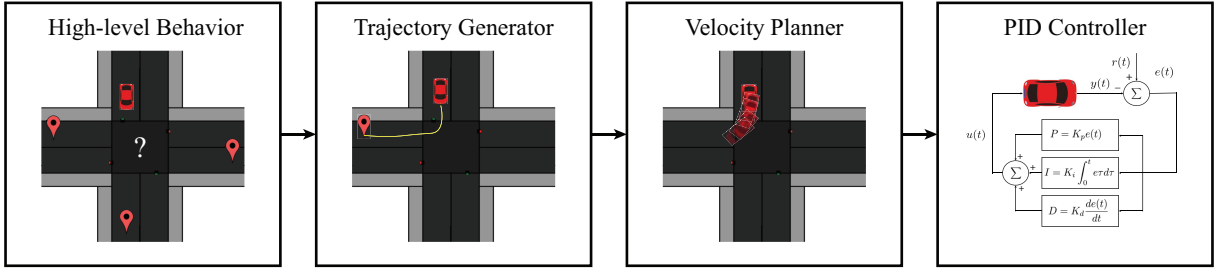 High-level Behavior
?
Trajectory Generator
Velocity Planner
PID Controller
r(t)
e(t)
+
y(t) −
∑
u(t)
P = K_p e(t)
+
∑ +
I = K_i ∫_0^t eτdτ
+
D = K_d de(t)/dt